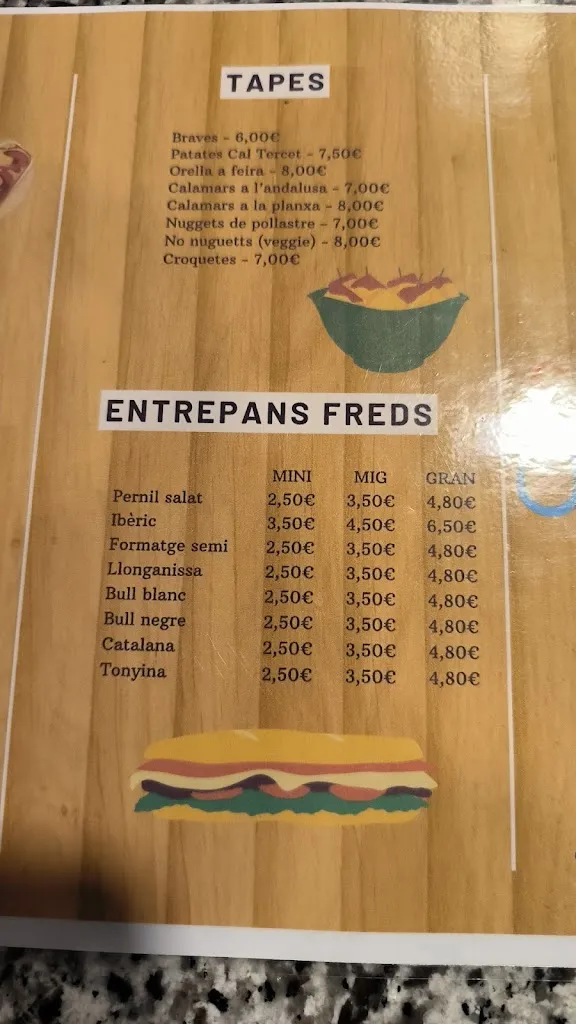 TAPES
Braves - 6,00€
Patates Cal Tercet - 7,50€
Orella a feira - 8,00€
Calamars a l'andalusa - 7,00€
Calamars a la planxa - 8,00€
Nuggets de pollastre - 7,00€
No nuguetts (veggie) - 8,00€
Croquetes - 7,00€
ENTREPANS FREDS
MINI MIG GRAN
Pernil salat 2,50€ 3,50€ 4,80€
Ibèric 3,50€ 4,50€ 6,50€
Formatge semi 2,50€ 3,50€ 4,80€
Llonganissa 2,50€ 3,50€ 4,80€
Bull blanc 2,50€ 3,50€ 4,80€
Bull negre 2,50€ 3,50€ 4,80€
Catalana 2,50€ 3,50€ 4,80€
Tonyina 2,50€ 3,50€ 4,80€